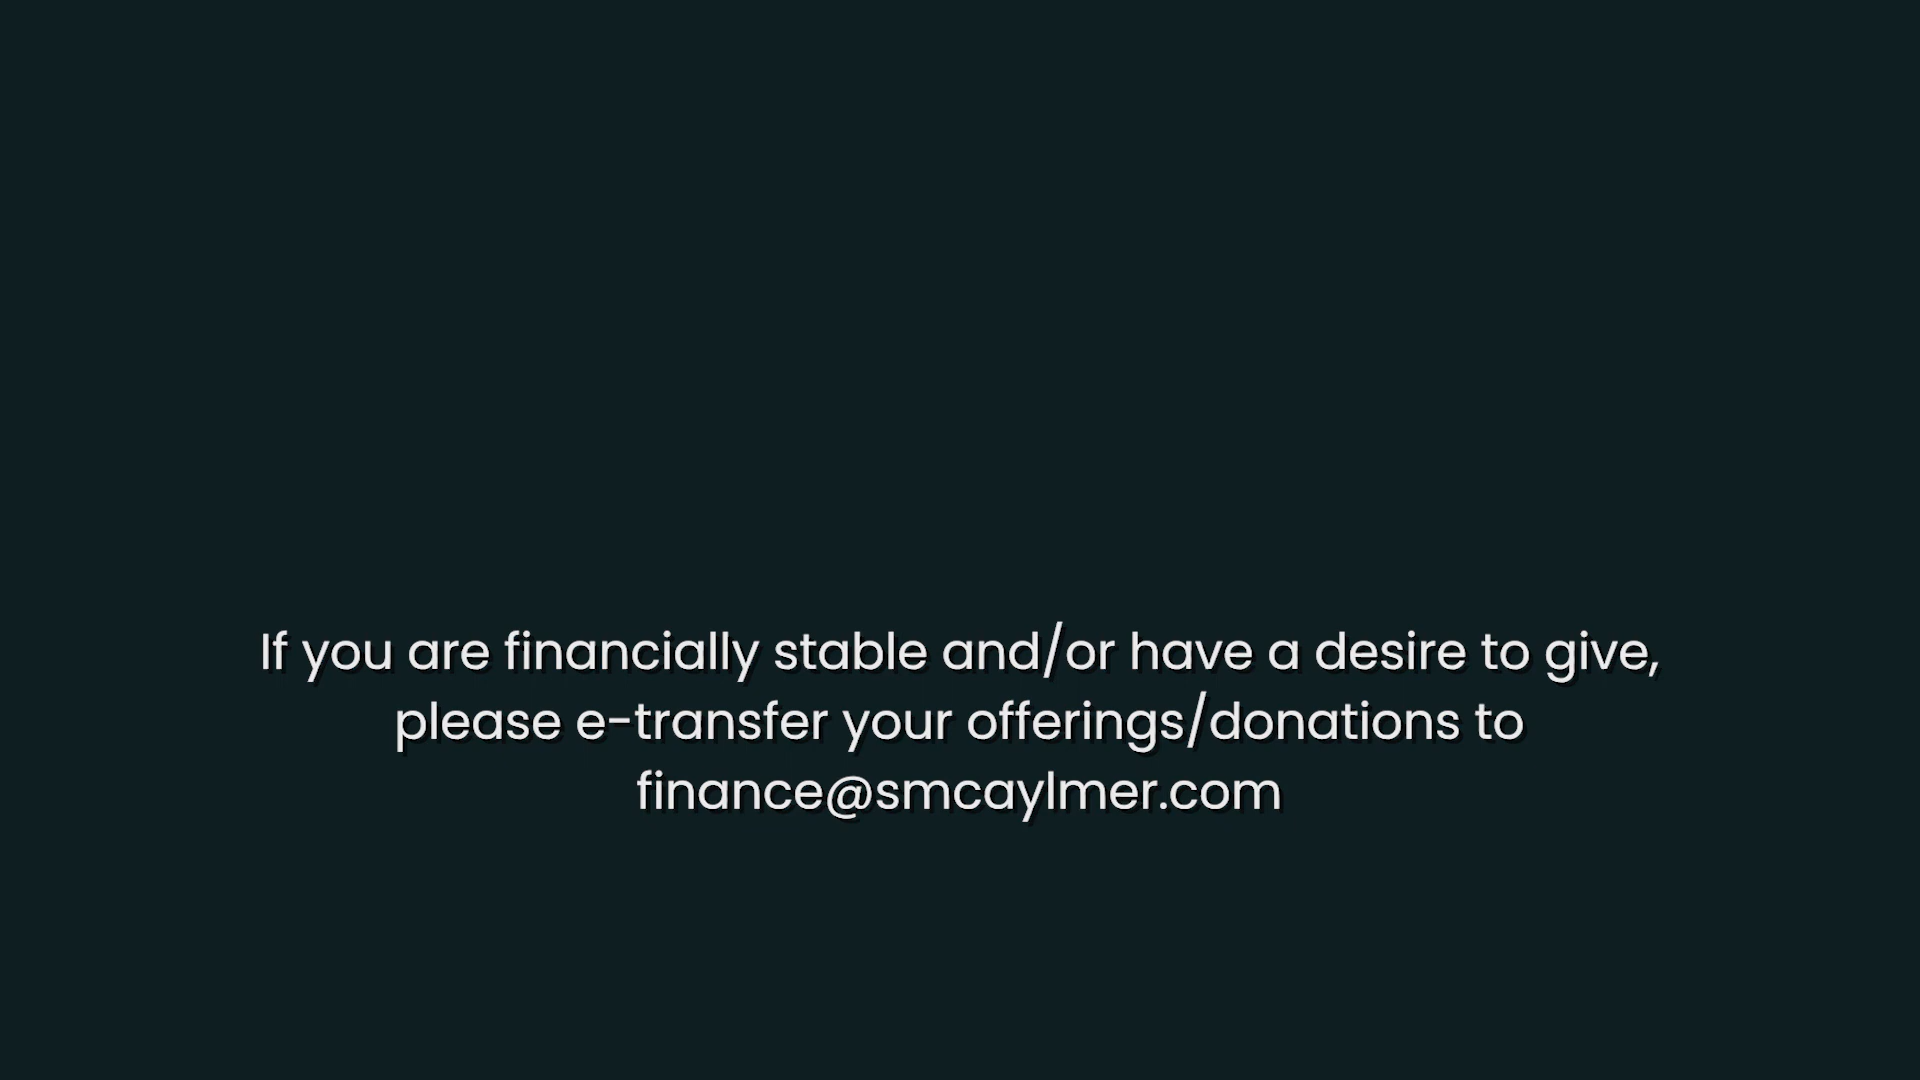 If you are financially stable and/or have a desire to give,
please e-transfer your offerings/donations to
finance@smcaylmer.com